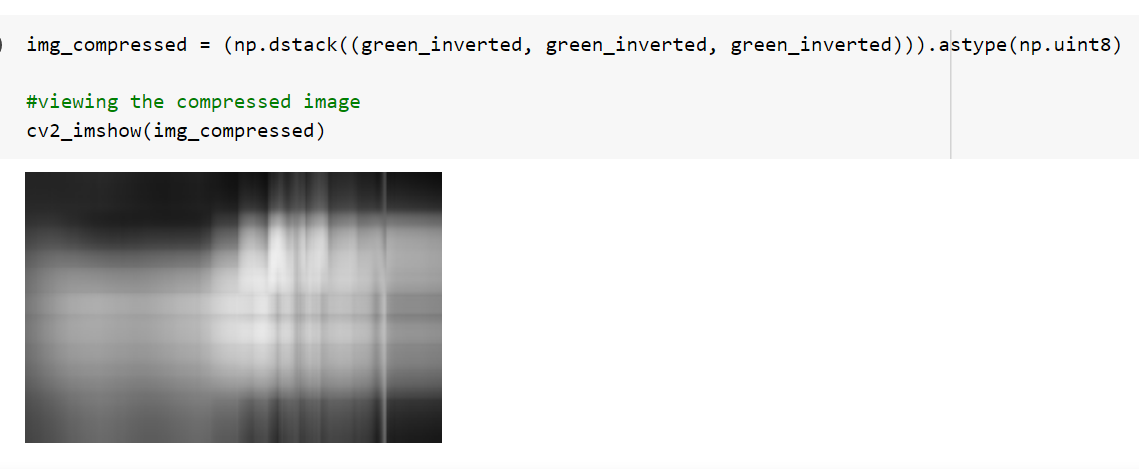 img_compressed = (np.dstack((green_inverted, green_inverted, green_inverted))).astype(np.uint8)
#viewing the compressed image
cv2_imshow(img_compressed)